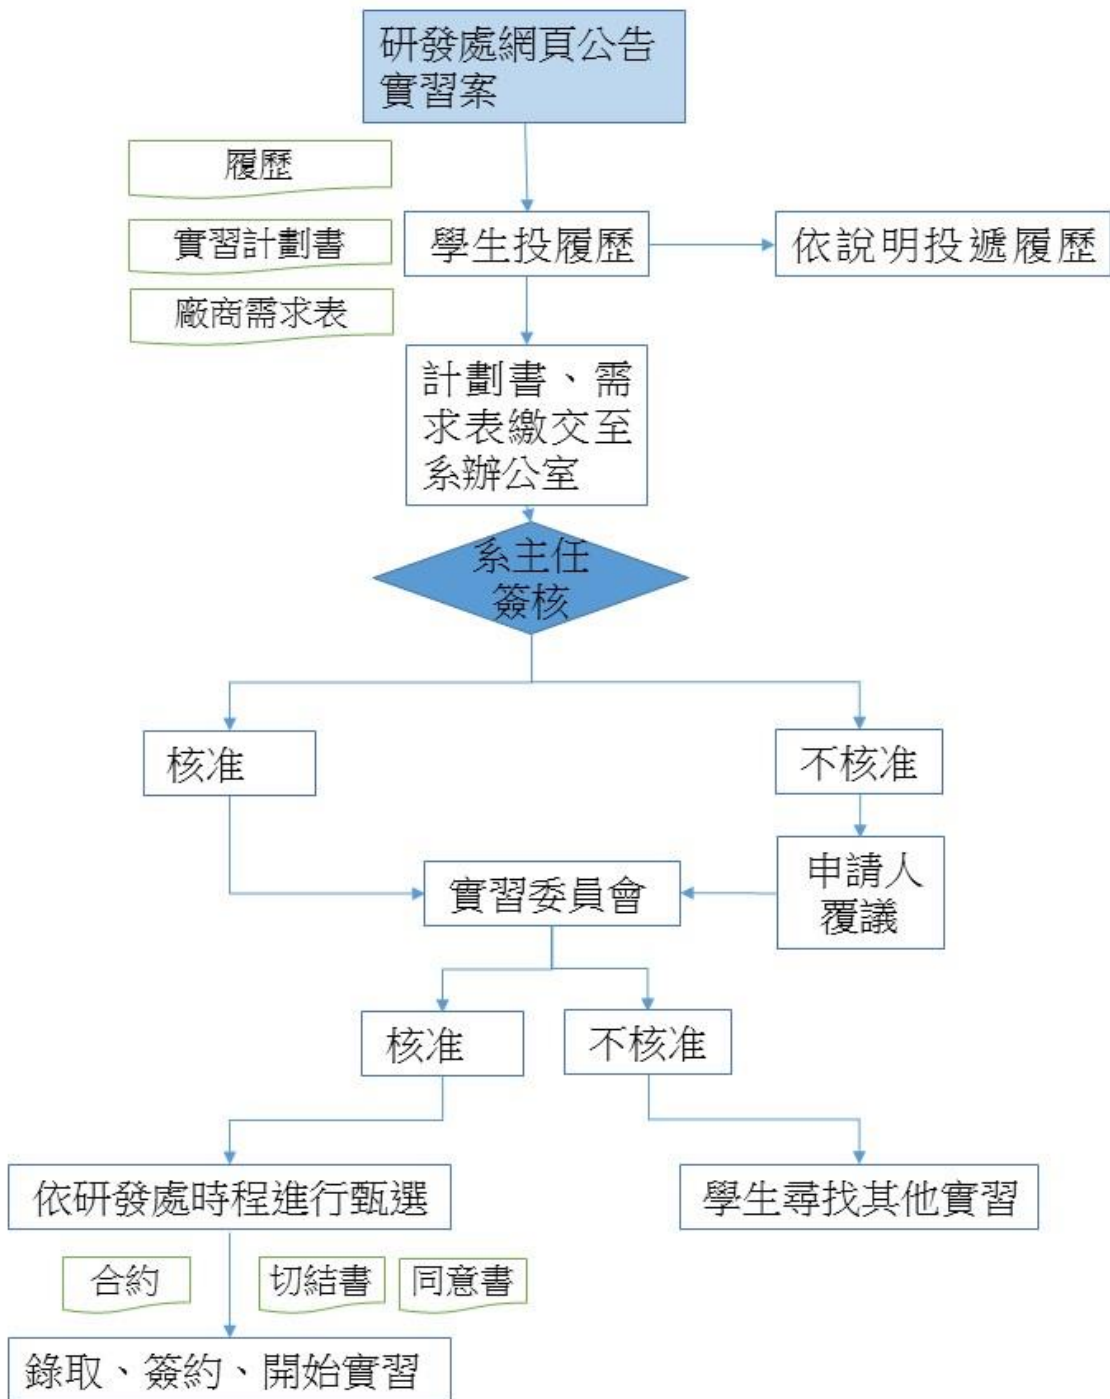 研發處網頁公告
實習案
履歷
實習計劃書
學生投履歷
依說明投遞履歷
廠商需求表
計劃書、需
求表繳交至
系辦公室
系主任
簽核
核准
不核准
實習委員會
申請人
覆議
核准
不核准
依研發處時程進行甄選
學生尋找其他實習
合約
切結書
同意書
錄取、簽約、開始實習